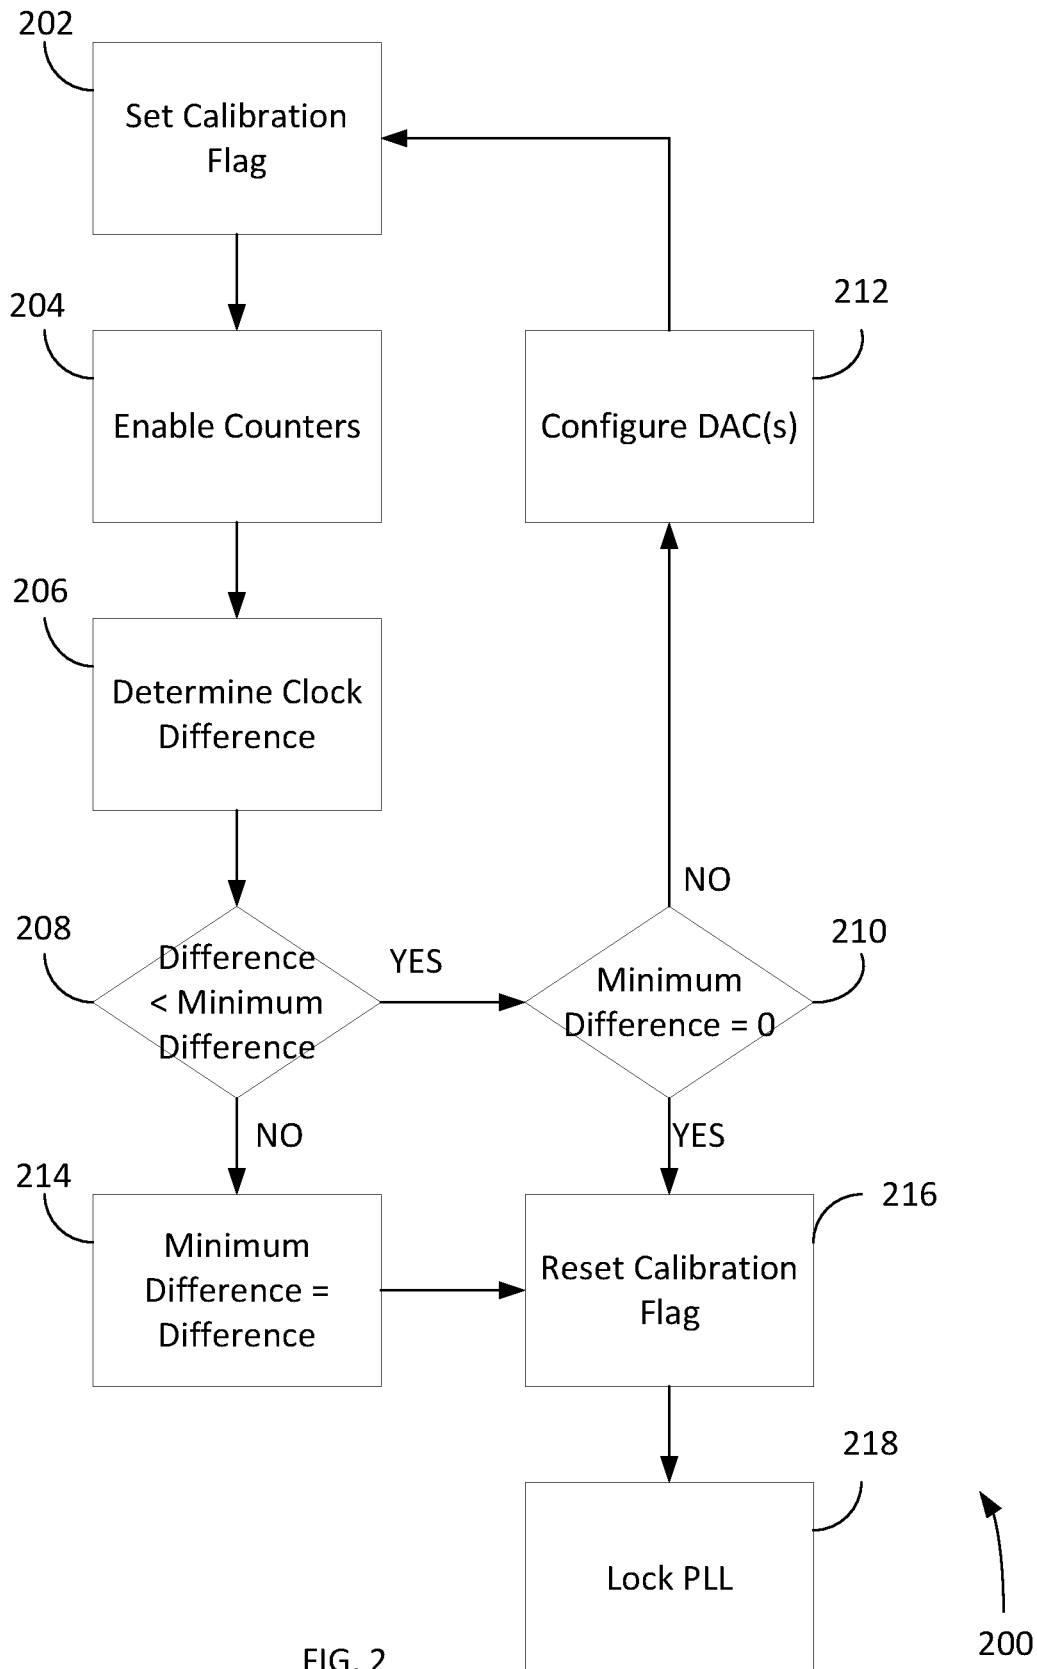 202
Set Calibration
Flag
204
Enable Counters
212
Configure DAC(s)
206
Determine Clock
Difference
NO
208
Difference
< Minimum
Difference
YES
210
Minimum
Difference = 0
NO
YES
214
Minimum
Difference =
Difference
216
Reset Calibration
Flag
218
Lock PLL
200
FIG. 2